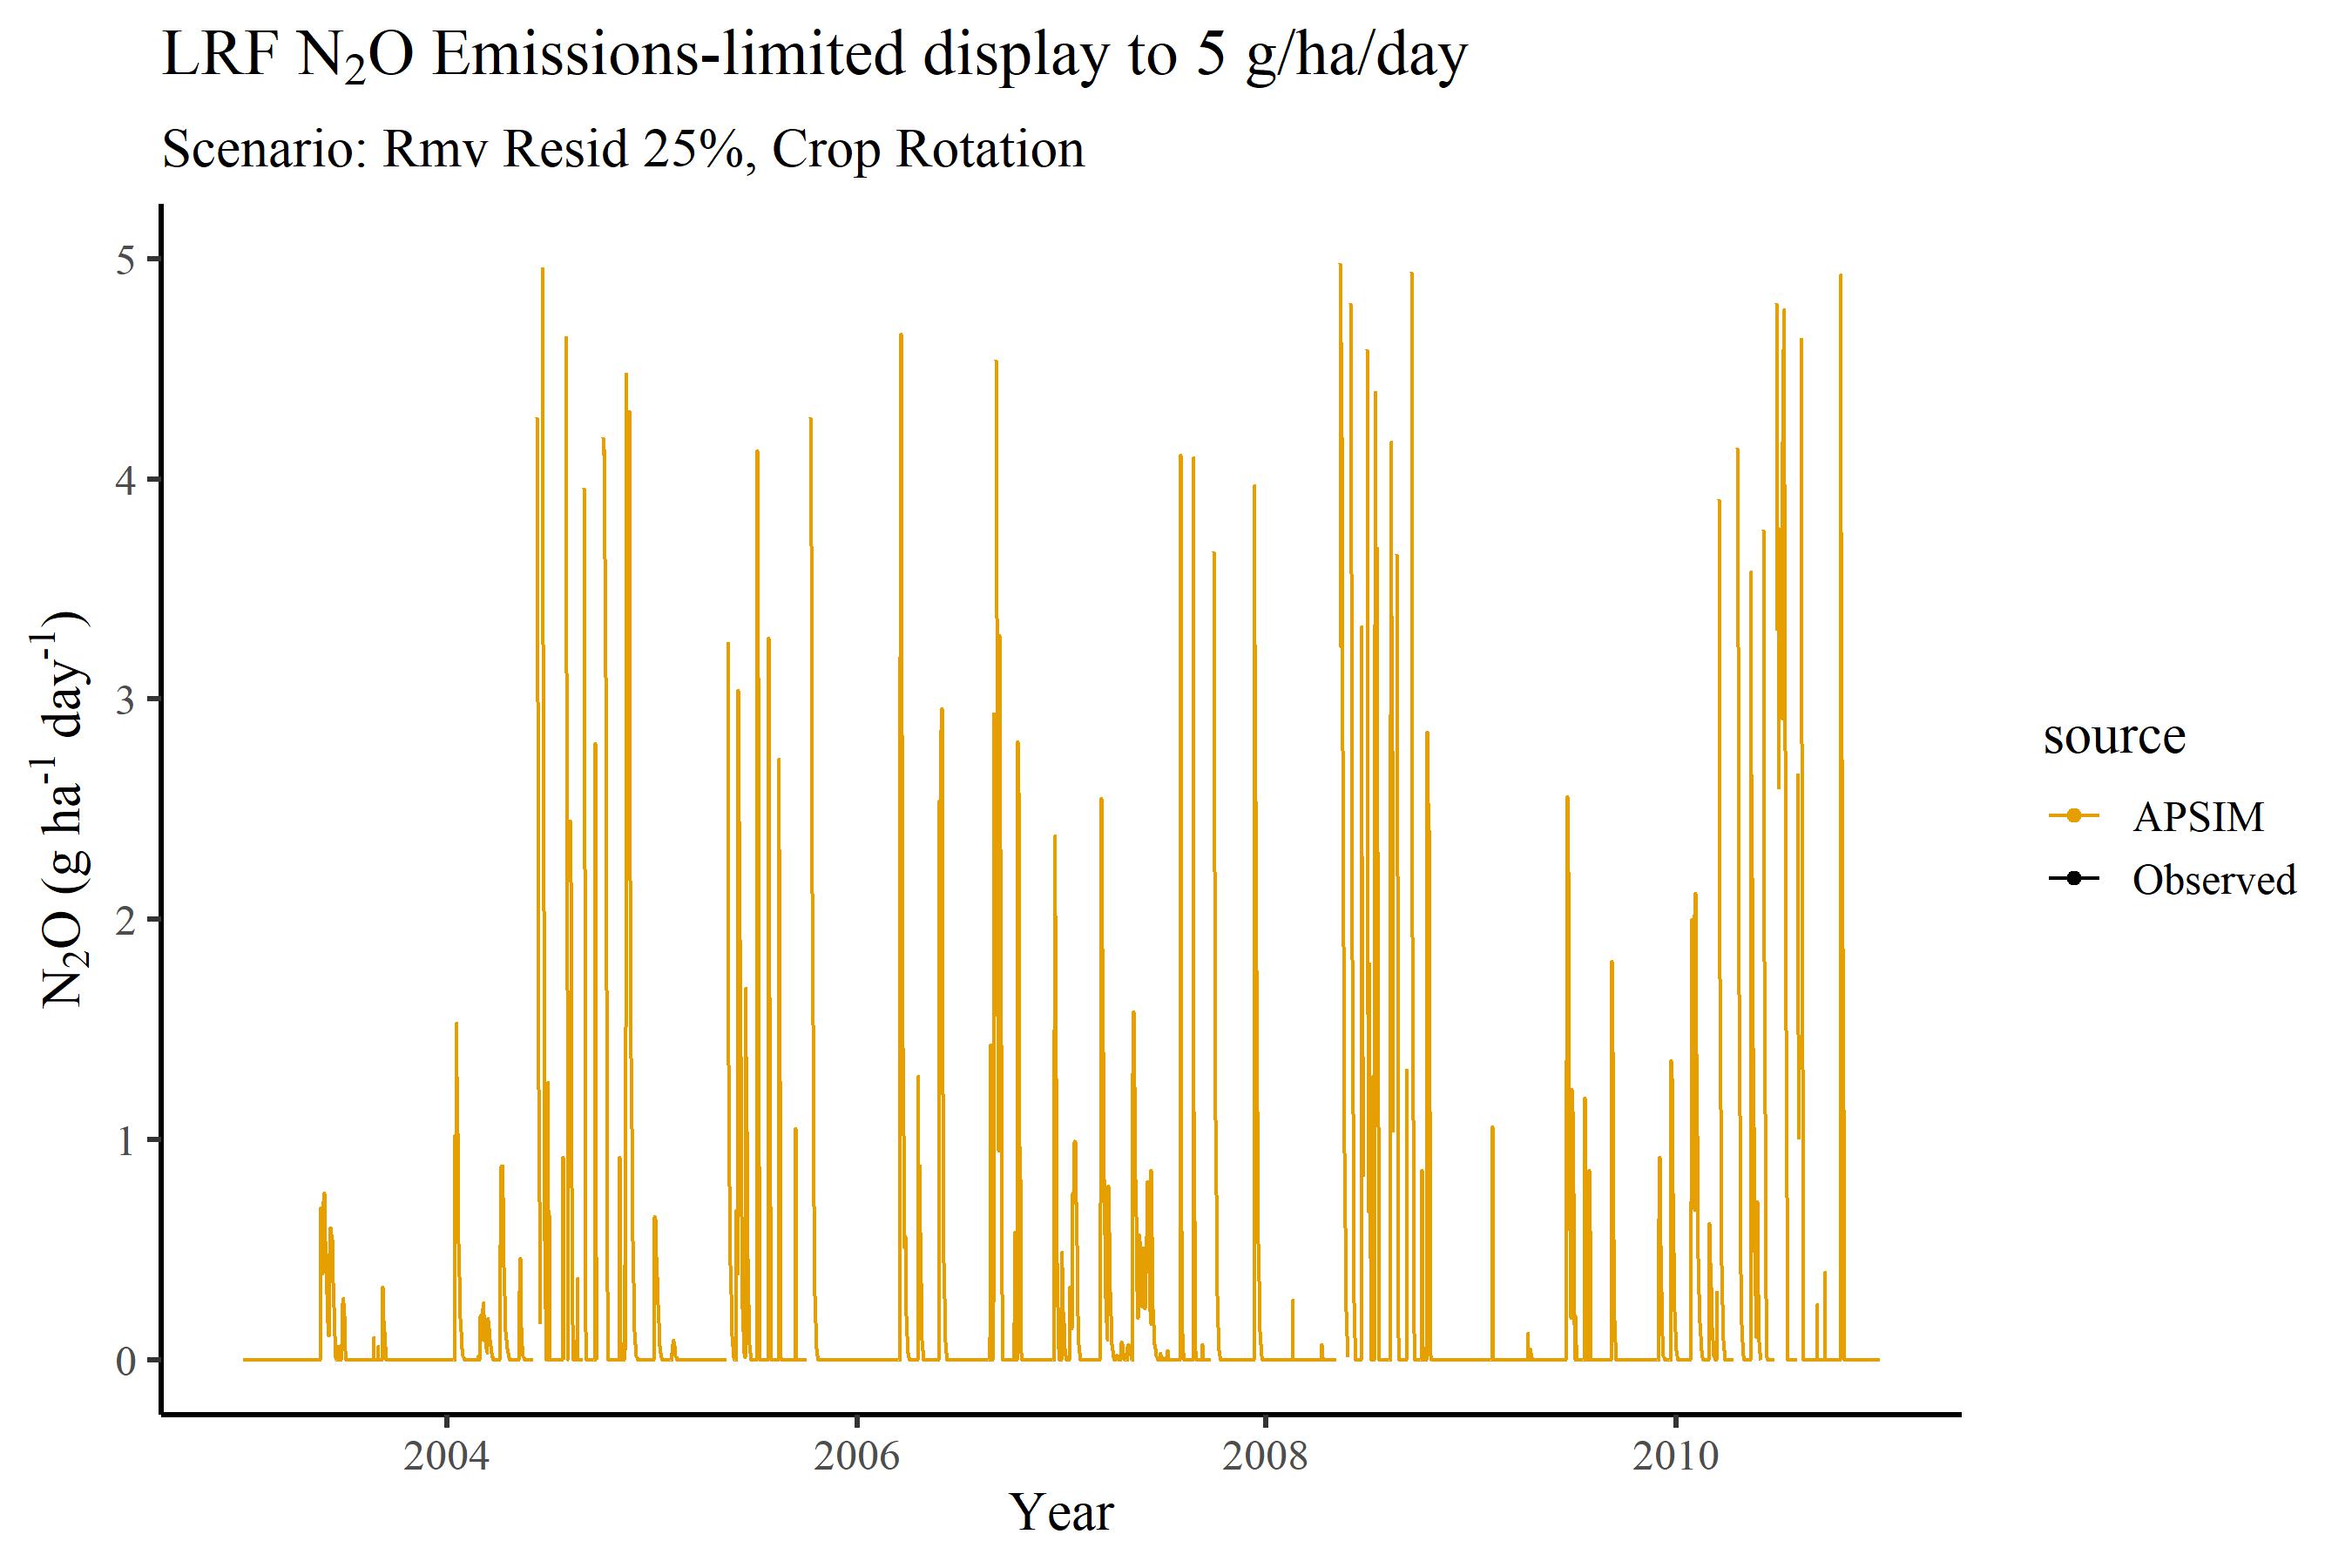 LRF N₂O Emissions-limited display to 5 g/ha/day
Scenario: Rmv Resid 25%, Crop Rotation
N₂O (g ha⁻¹ day⁻¹)
5
4
3
2
1
0
2004 2006 2008 2010
Year
source
APSIM
Observed